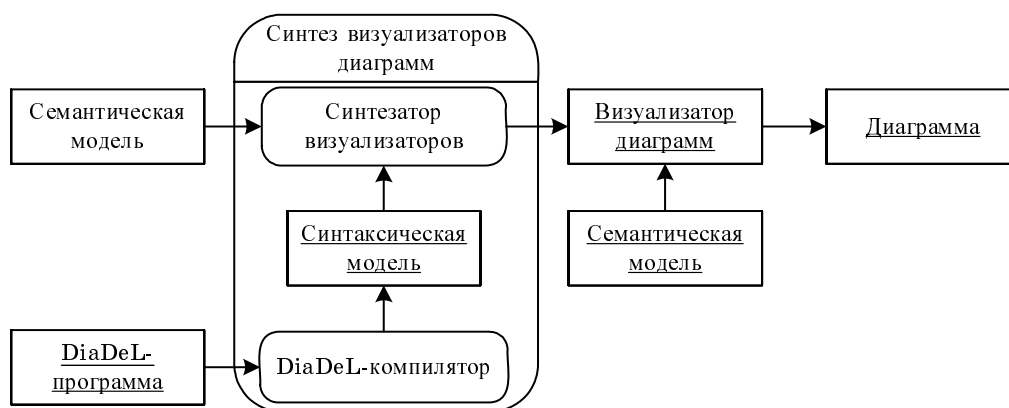 Синтез визуализаторов
диаграмм
Семантическая
модель
Синтезатор
визуализаторов
Визуализатор
диаграмм
Диаграмма
Синтаксическая
модель
Семантическая
модель
DiaDeL-
программа
DiaDeL-компилятор